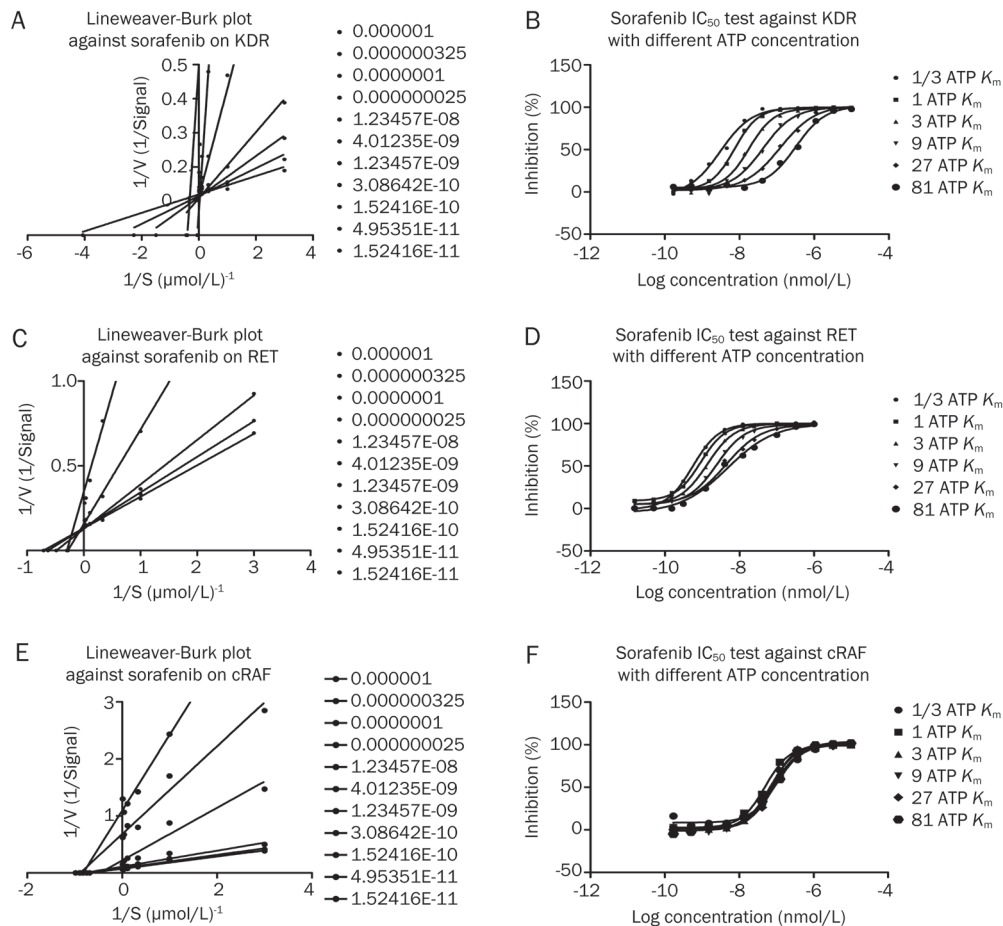 A
Lineweaver-Burk plot
against sorafenib on KDR
1/V (1/Signal)
0.5
0.4
0.3
0.2
0.1
0
-6
-4
-2
0
2
4
1/S (µmol/L)-1
0.000001
0.000000325
0.0000001
0.000000025
1.23457E-08
4.01235E-09
1.23457E-09
3.08642E-10
1.52416E-10
4.95351E-11
1.52416E-11
B
Sorafenib IC50 test against KDR
with different ATP concentration
Inhibition (%)
150
100
50
0
-50
-12
-10
-8
-6
-4
Log concentration (nmol/L)
1/3 ATP Km
1 ATP Km
3 ATP Km
9 ATP Km
27 ATP Km
81 ATP Km
C
Lineweaver-Burk plot
against sorafenib on RET
1/V (1/Signal)
1.0
0.5
-1
0
1
2
3
4
1/S (µmol/L)-1
0.000001
0.000000325
0.0000001
0.000000025
1.23457E-08
4.01235E-09
1.23457E-09
3.08642E-10
1.52416E-10
4.95351E-11
1.52416E-11
D
Sorafenib IC50 test against RET
with different ATP concentration
Inhibition (%)
150
100
50
0
-50
-12
-10
-8
-6
-4
Log concentration (nmol/L)
1/3 ATP Km
1 ATP Km
3 ATP Km
9 ATP Km
27 ATP Km
81 ATP Km
E
Lineweaver-Burk plot
against sorafenib on cRAF
1/V (1/Signal)
3
2
1
-2
0
2
4
1/S (µmol/L)-1
0.000001
0.000000325
0.0000001
0.000000025
1.23457E-08
4.01235E-09
1.23457E-09
3.08642E-10
1.52416E-10
4.95351E-11
1.52416E-11
F
Sorafenib IC50 test against cRAF
with different ATP concentration
Inhibition (%)
150
100
50
0
-50
-12
-10
-8
-6
-4
Log concentration (nmol/L)
1/3 ATP Km
1 ATP Km
3 ATP Km
9 ATP Km
27 ATP Km
81 ATP Km